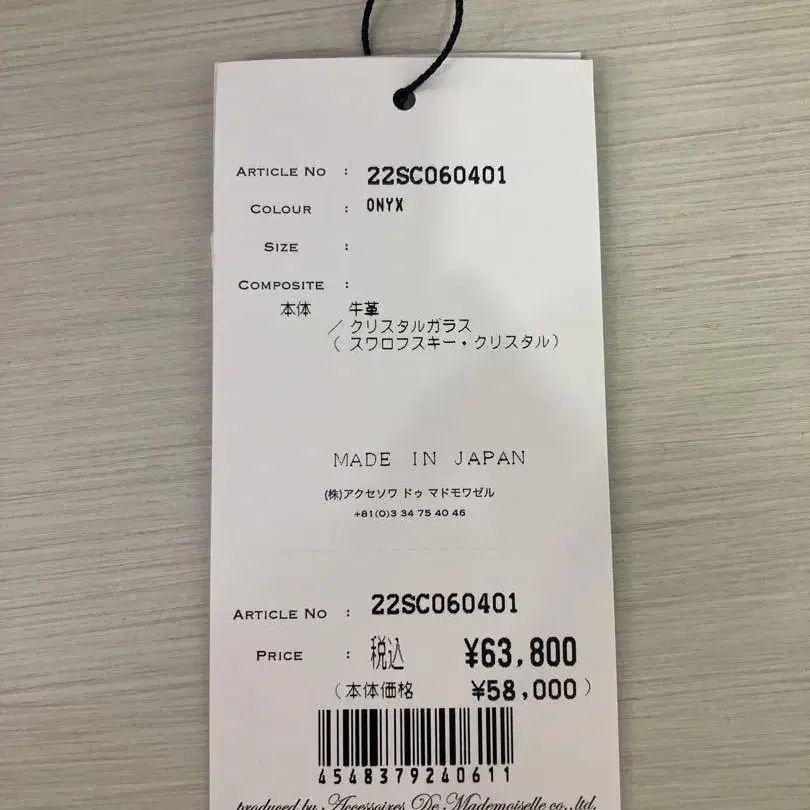 ARTICLE NO : 22SC060401
COLOUR : ONYX
SIZE :
COMPOSITE :
本体 牛革
/ クリスタルガラス
( スワロフスキー・クリスタル)
MADE IN JAPAN
(株)アクセソワ ドゥ マドモワゼル
+81(0)3 34 75 40 46
ARTICLE NO : 22SC060401
PRICE : 税込 ¥63,800
(本体価格 ¥58,000)
4548379240611
produced by Accessoires De Mademoiselle co.,ltd.